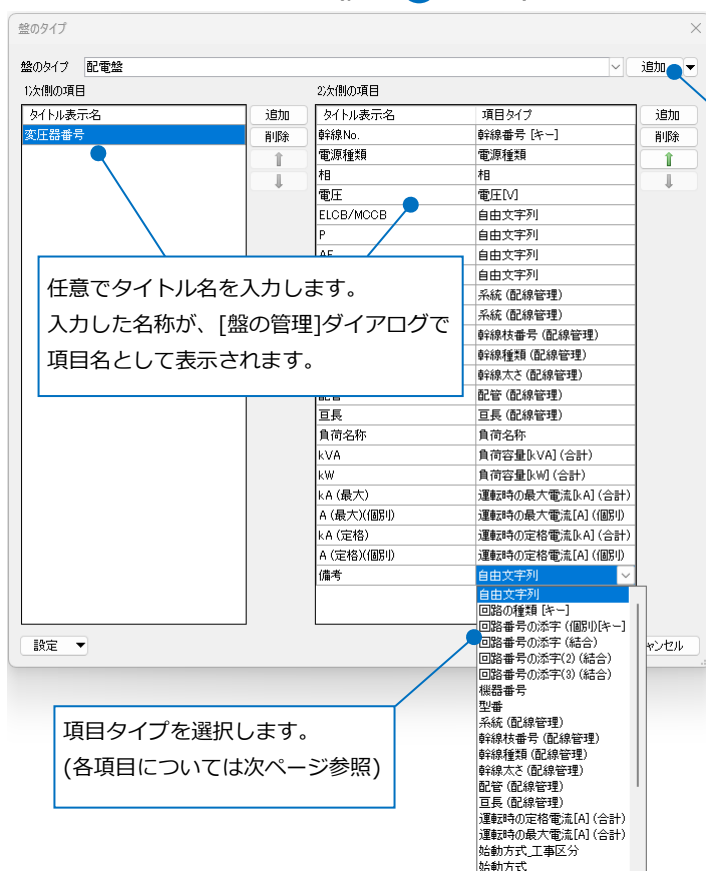 盤のタイプ
盤のタイプ 配電盤 追加
1次側の項目 2次側の項目
タイトル表示名 追加 タイトル表示名 項目タイプ 追加
変圧器番号 削除 幹線No. 幹線番号 [キー] 削除
電源種類 電源種類
相 相
電圧 電圧[V]
ELCB/MCCB 自由文字列
P 自由文字列
AF 自由文字列
自由文字列
系統 (配線管理)
系統 (配線管理)
幹線枝番号 (配線管理)
幹線種類 (配線管理)
幹線太さ (配線管理)
配管 配管 (配線管理)
亘長 亘長 (配線管理)
負荷名称 負荷名称
kVA 負荷容量[kVA] (合計)
kW 負荷容量[kW] (合計)
kA (最大) 運転時の最大電流[kA] (合計)
A (最大)(個別) 運転時の最大電流[A] (個別)
kA (定格) 運転時の定格電流[kA] (合計)
A (定格)(個別) 運転時の定格電流[A] (個別)
備考 自由文字列
任意でタイトル名を入力します。
入力した名称が、[盤の管理]ダイアログで
項目名として表示されます。
自由文字列
回路の種類 [キー]
回路番号の添字 (個別)[キー]
回路番号の添字 (結合)
回路番号の添字(2) (結合)
回路番号の添字(3) (結合)
機器番号
型番
系統 (配線管理)
幹線枝番号 (配線管理)
幹線種類 (配線管理)
幹線太さ (配線管理)
配管 (配線管理)
亘長 (配線管理)
運転時の定格電流[A] (合計)
運転時の最大電流[A] (合計)
始動方式_工事区分
始動方式
設定 ャンセル
項目タイプを選択します。
(各項目については次ページ参照)